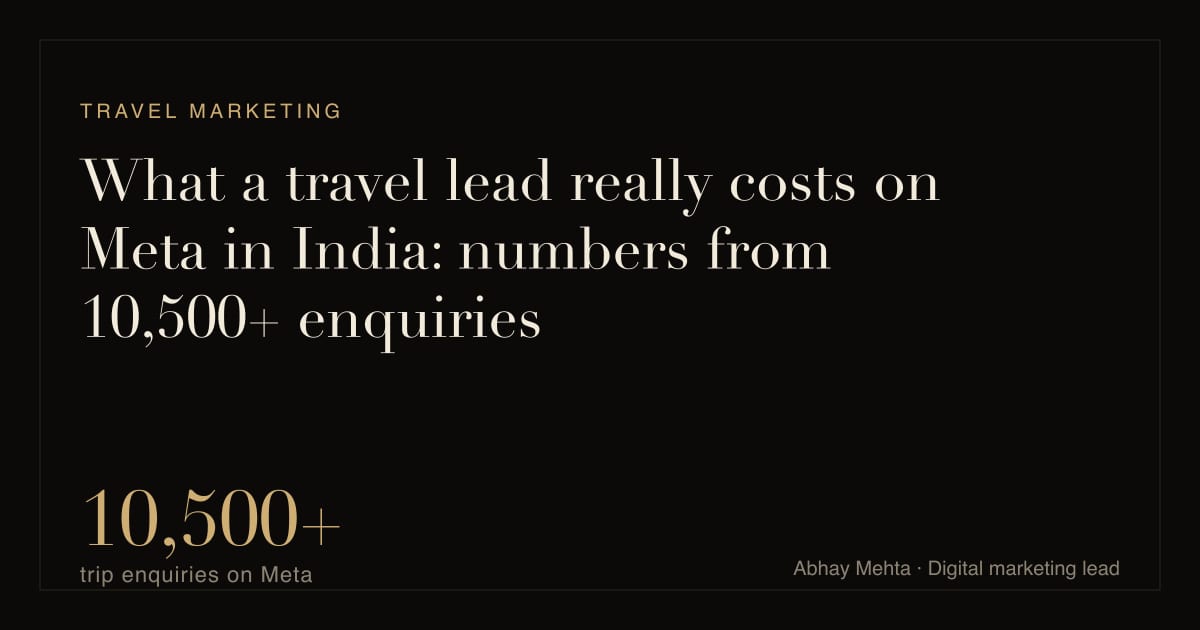 TRAVEL MARKETING
What a travel lead really costs on
Meta in India: numbers from
10,500+ enquiries
10,500+
trip enquiries on Meta
Abhay Mehta · Digital marketing lead